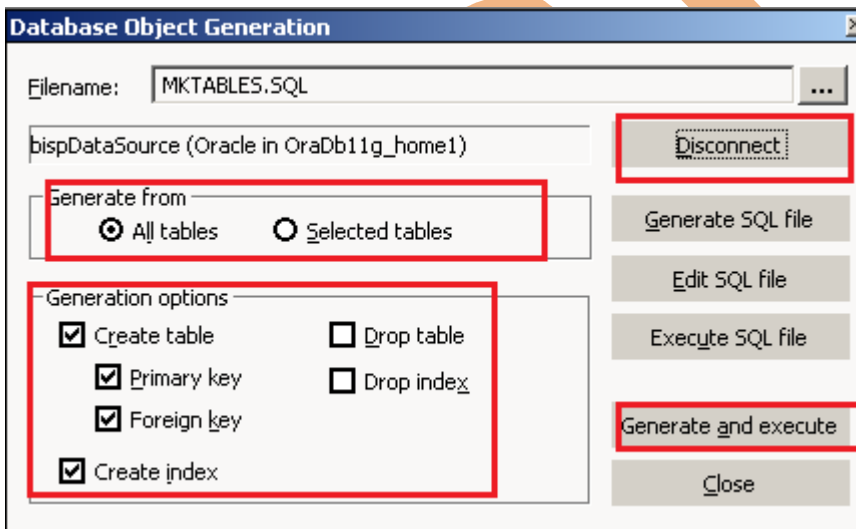 Database Object Generation
Filename: MKTABLES.SQL ...
bispDataSource (Oracle in OraDb11g_home1) Disconnect
Generate from
All tables Selected tables
Generate SQL file
Edit SQL file
Generation options
Create table Drop table
Execute SQL file
Primary key Drop index
Foreign key
Generate and execute
Create index
Close